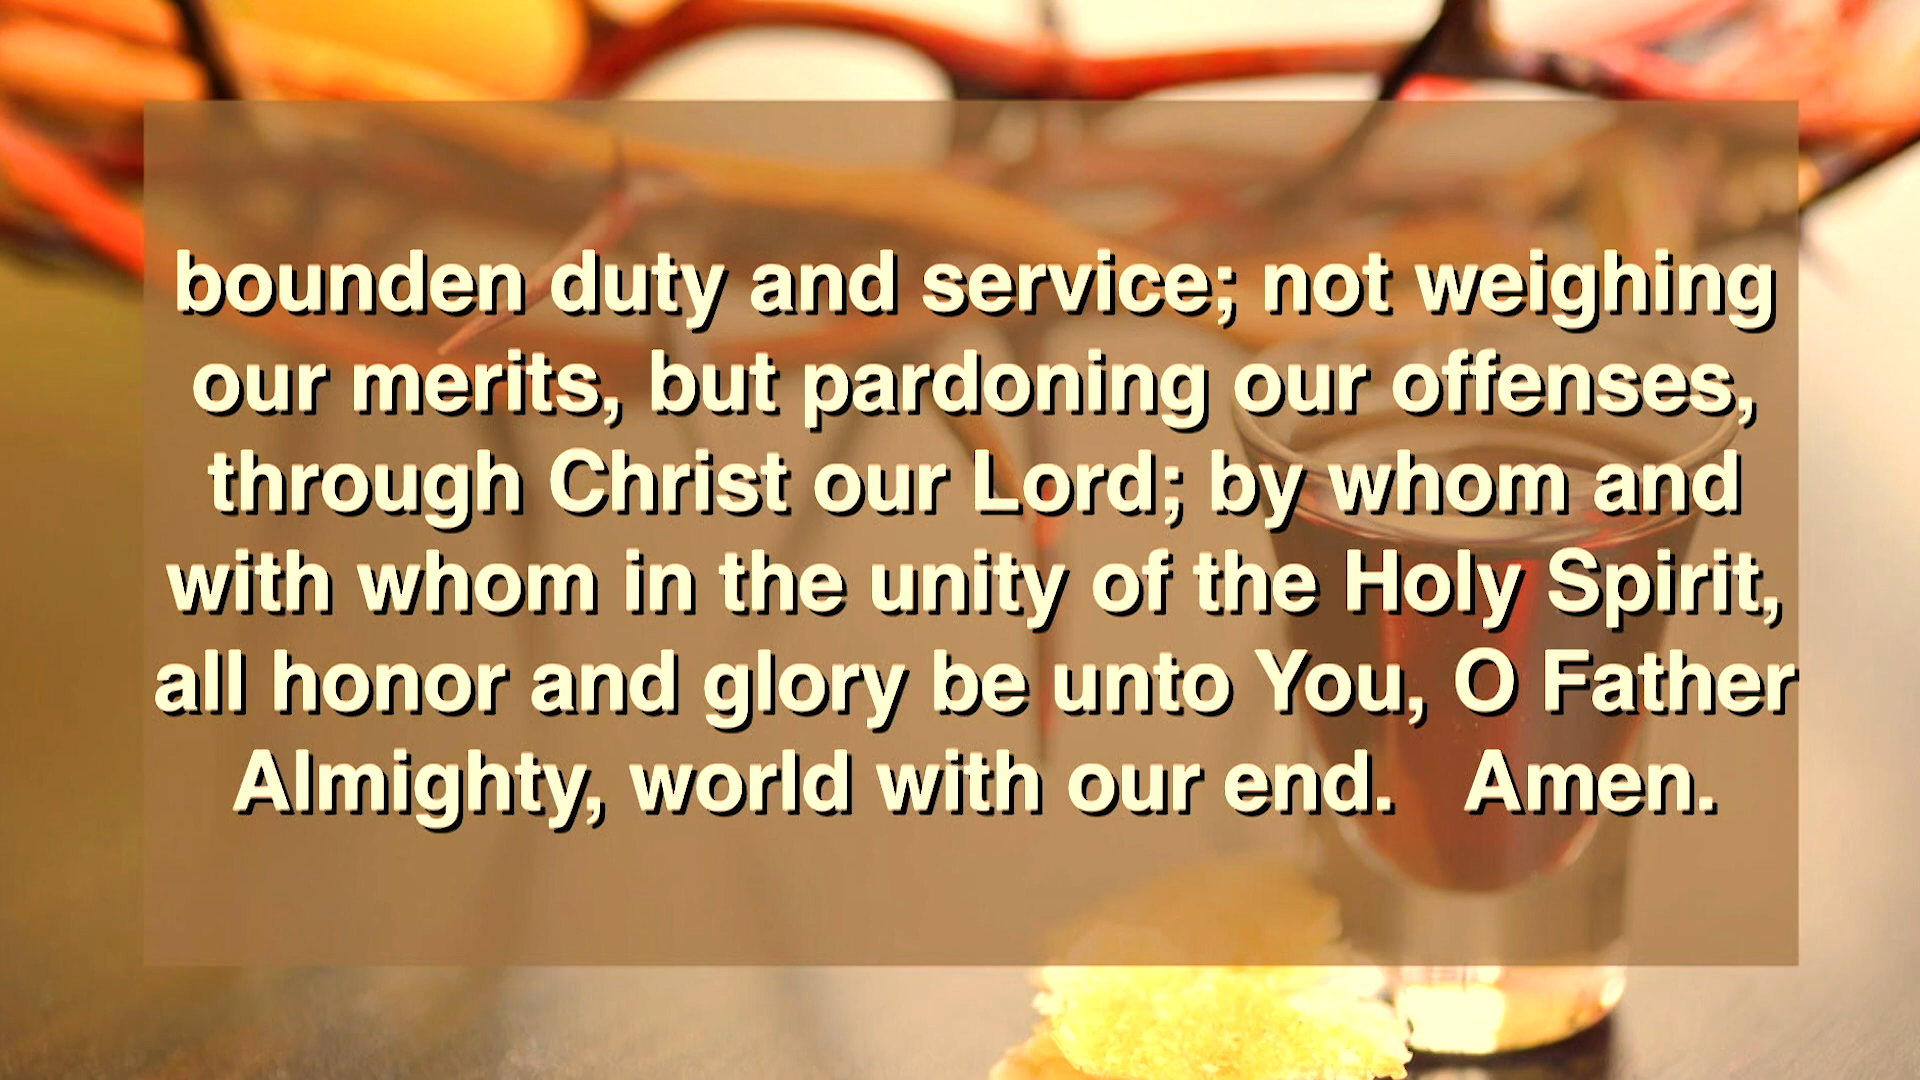 bounden duty and service; not weighing
our merits, but pardoning our offenses,
through Christ our Lord; by whom and
with whom in the unity of the Holy Spirit,
all honor and glory be unto You, O Father
Almighty, world with our end. Amen.